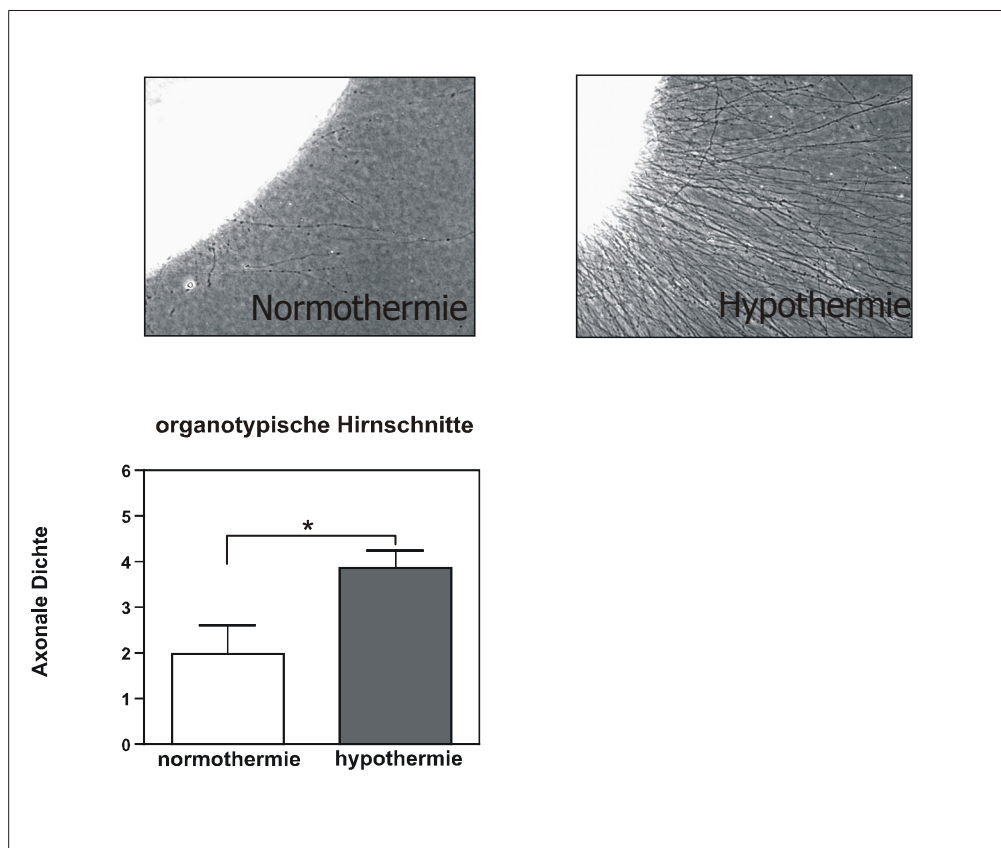 Normothermie
Hypothermie
organotypische Hirnschnitte
Axonale Dichte
6
5
4
3
2
1
0
*
normothermie
hypothermie